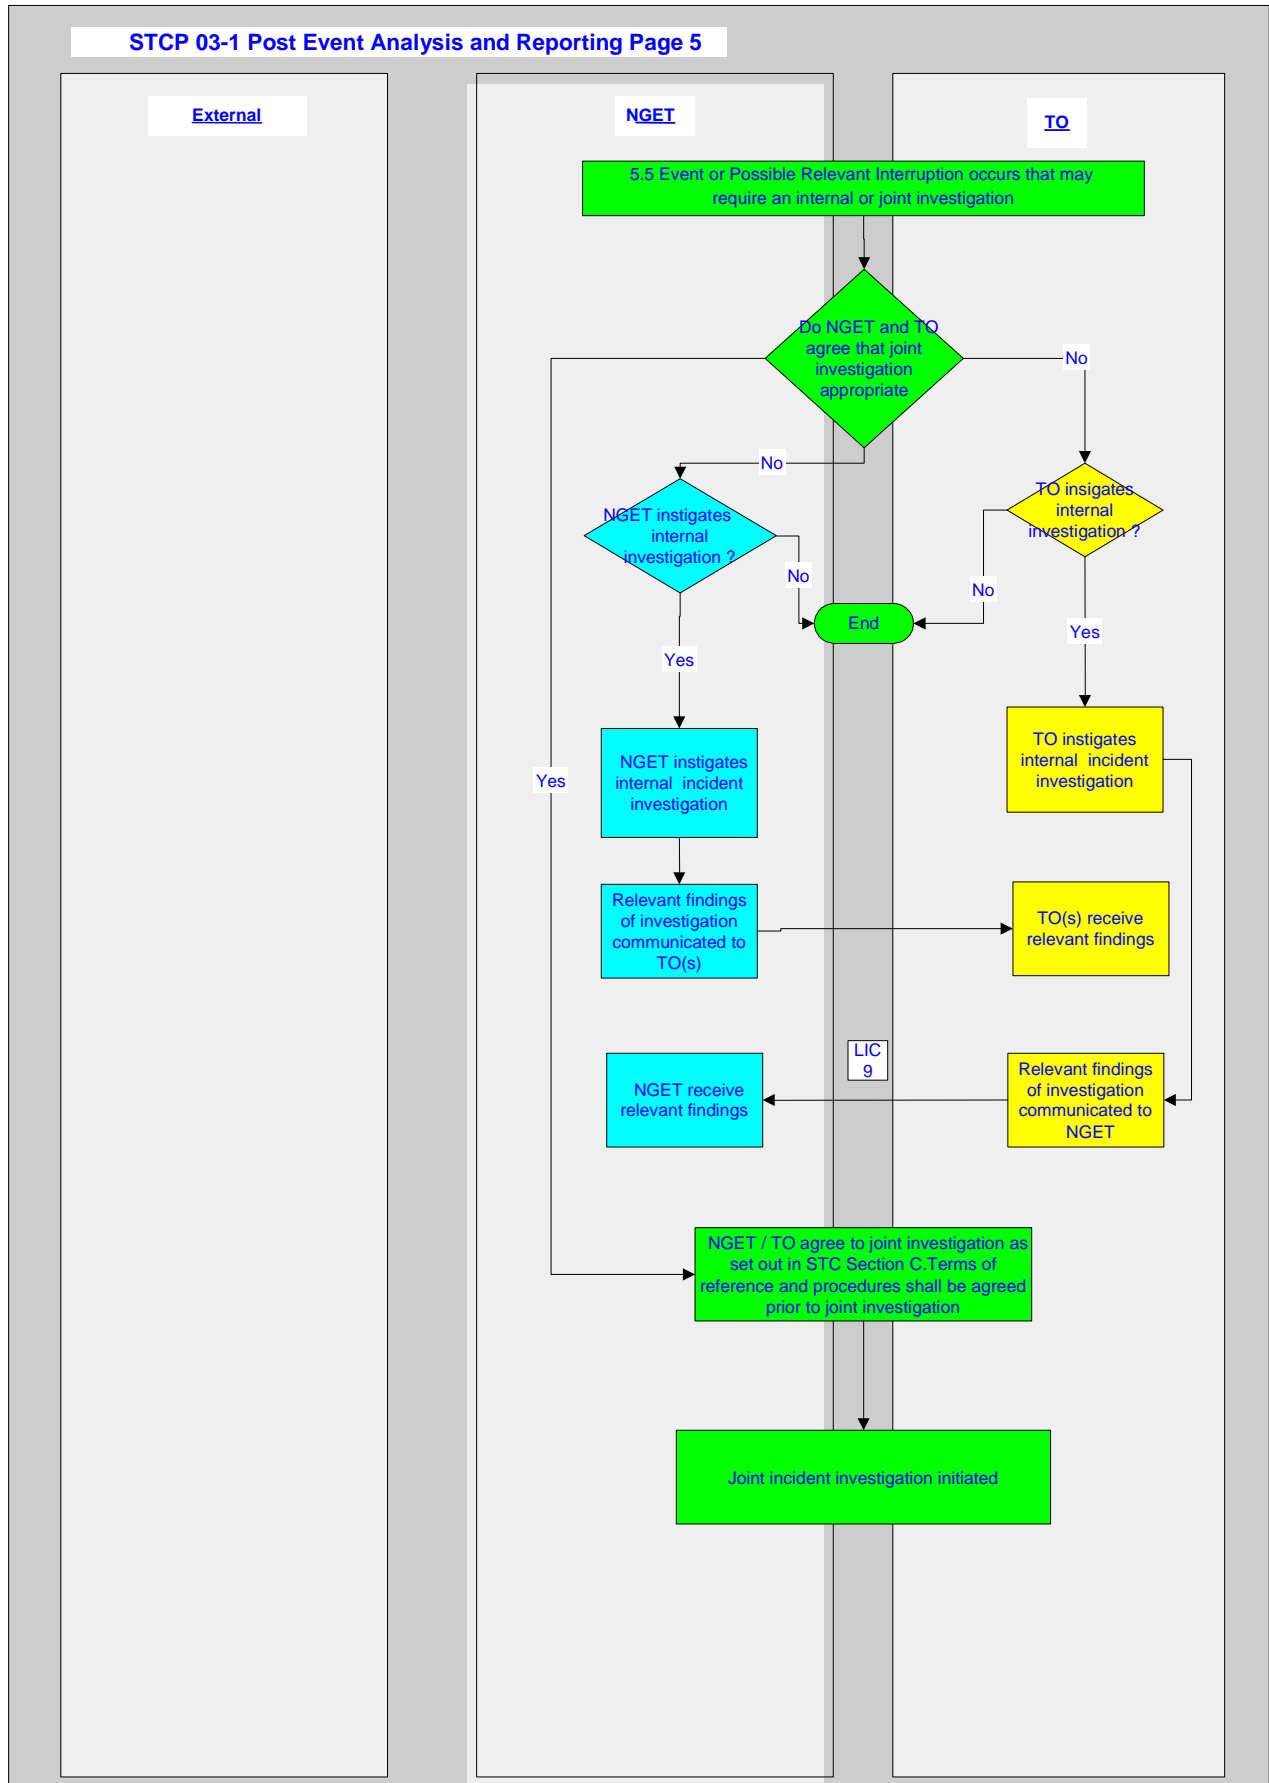 STCP 03-1 Post Event Analysis and Reporting Page 5
External
NGET
TO
5.5 Event or Possible Relevant Interruption occurs that may
require an internal or joint investigation
Do NGET and TO
agree that joint
investigation
appropriate
No
No
NGET instigates
internal
investigation ?
TO insigates
internal
investigation ?
No
No
End
Yes
Yes
Yes
NGET instigates
internal incident
investigation
TO instigates
internal incident
investigation
Relevant findings
of investigation
communicated to
TO(s)
TO(s) receive
relevant findings
LIC
9
NGET receive
relevant findings
Relevant findings
of investigation
communicated to
NGET
NGET / TO agree to joint investigation as
set out in STC Section C.Terms of
reference and procedures shall be agreed
prior to joint investigation
Joint incident investigation initiated